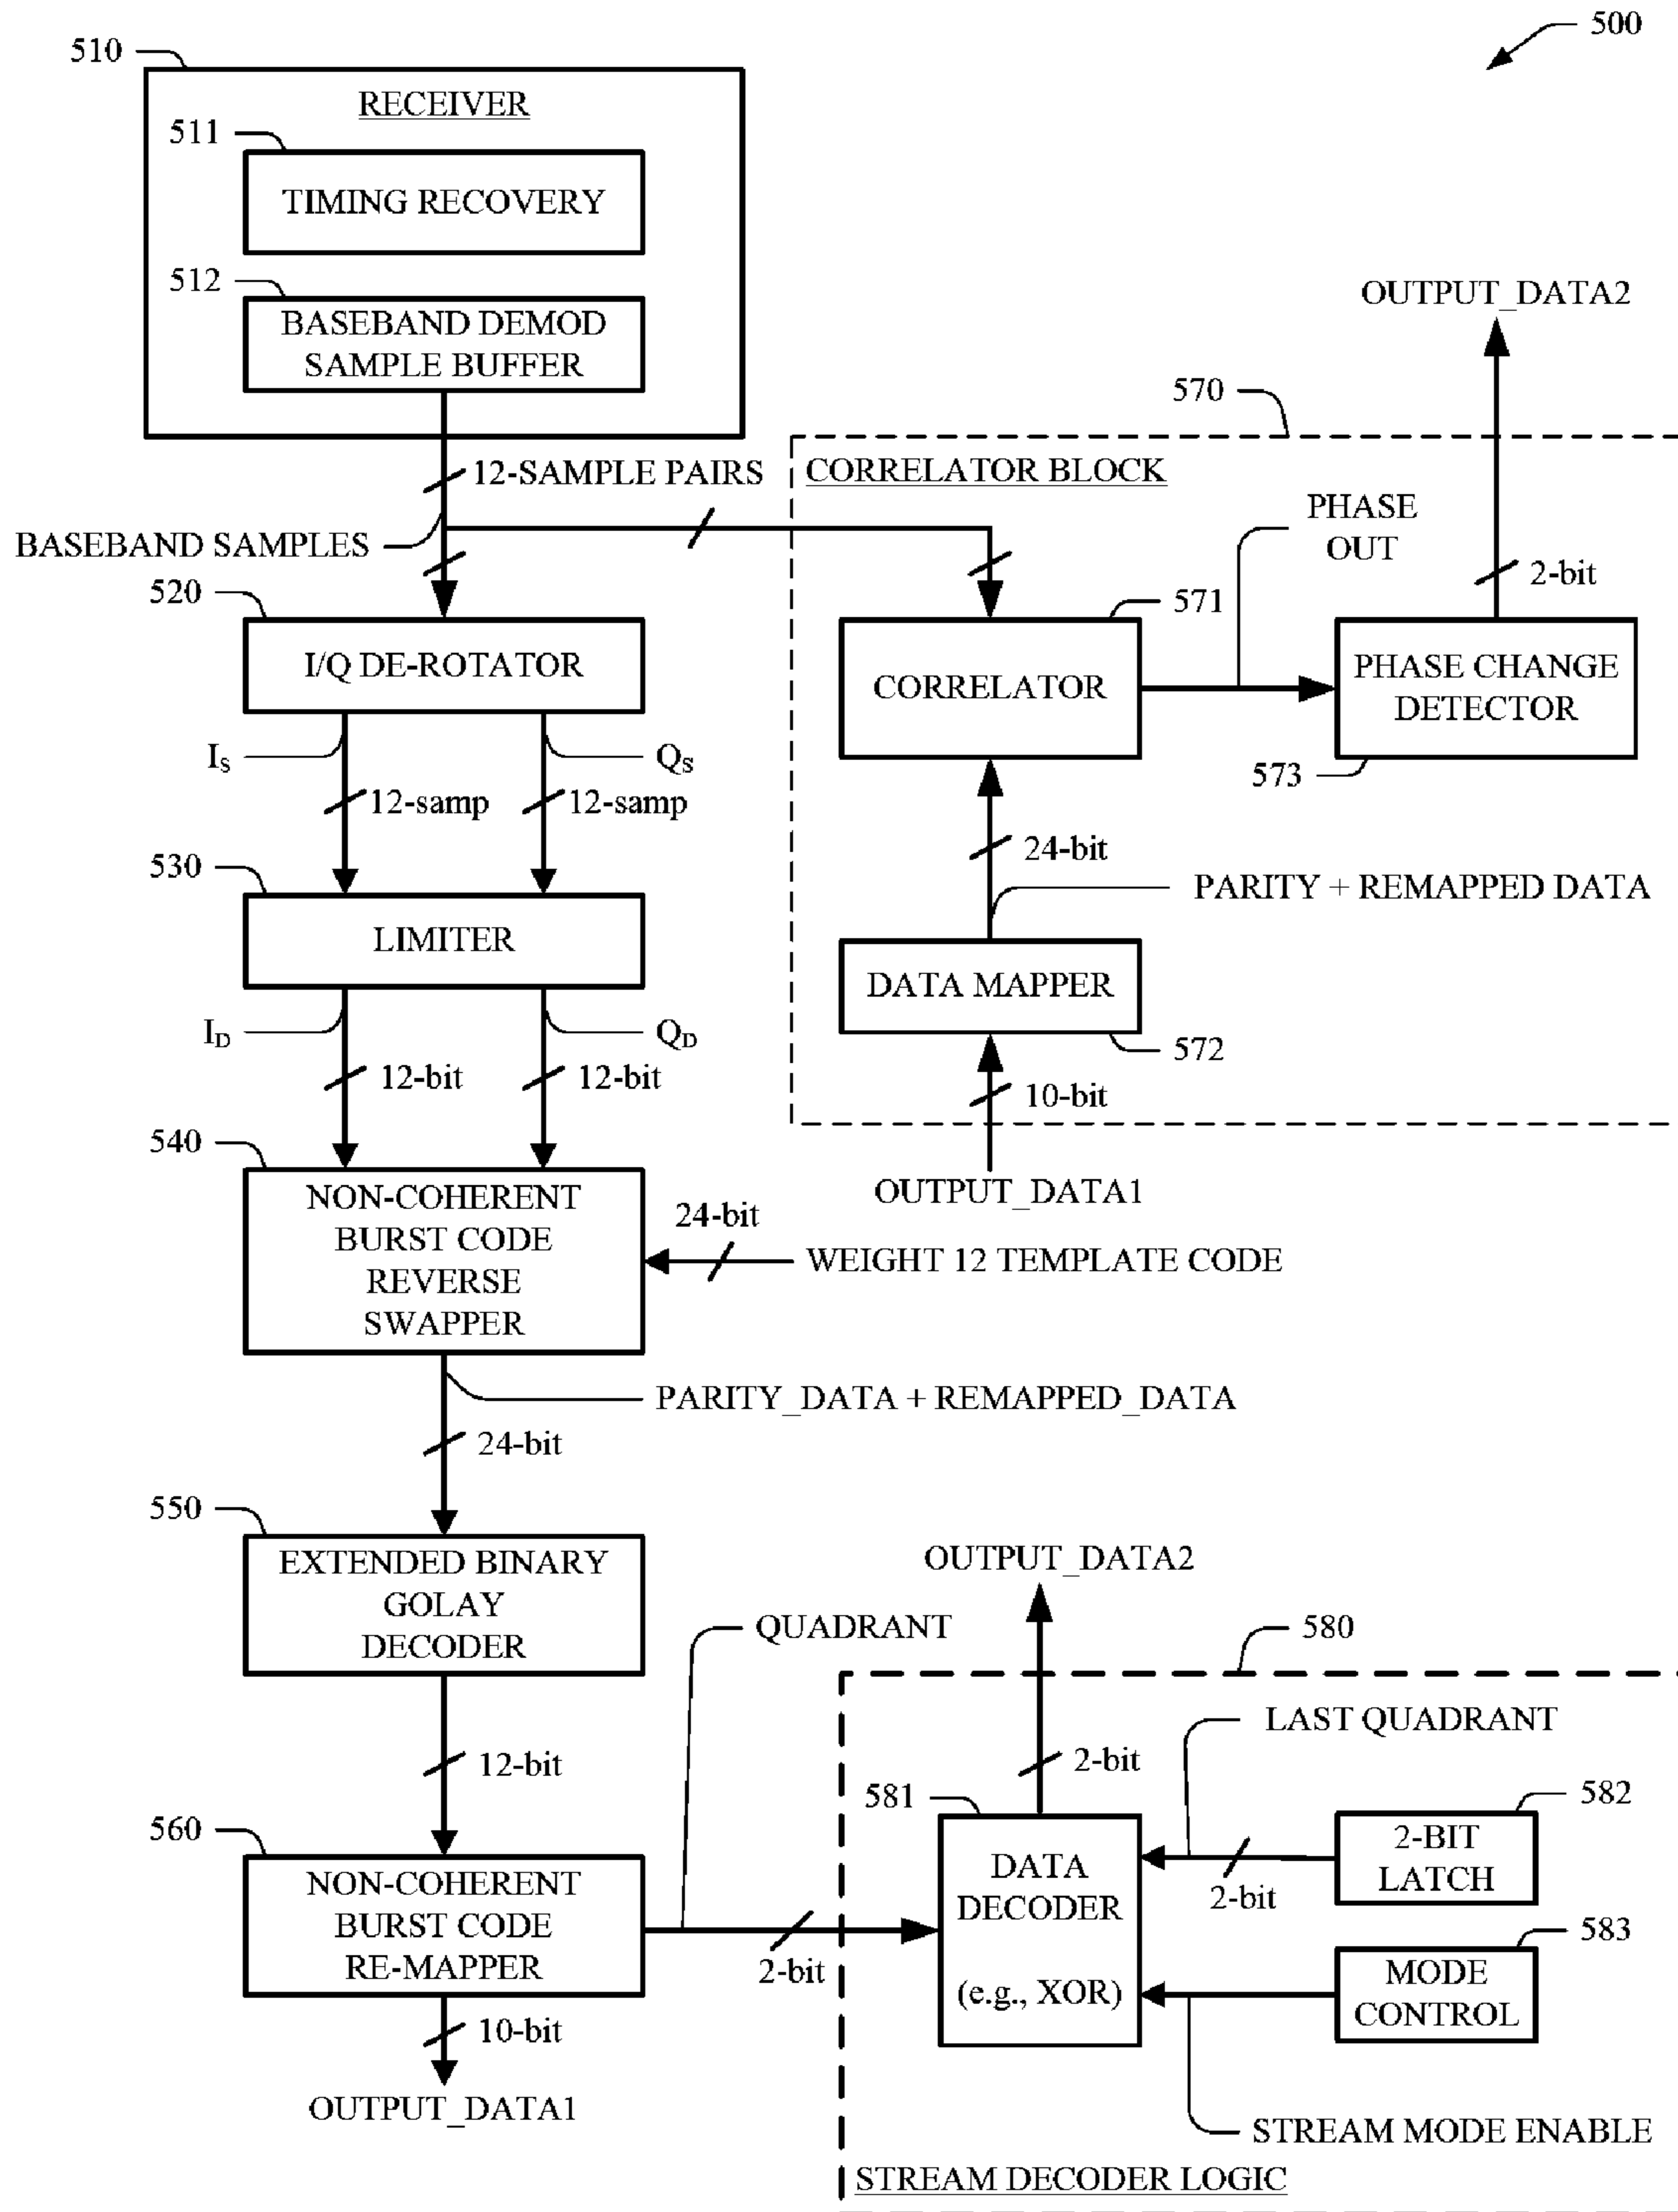 500
510
RECEIVER
511
TIMING RECOVERY
512
BASEBAND DEMOD
SAMPLE BUFFER
OUTPUT_DATA2
570
12-SAMPLE PAIRS
CORRELATOR BLOCK
BASEBAND SAMPLES
PHASE
OUT
2-bit
520
I/Q DE-ROTATOR
571
CORRELATOR
PHASE CHANGE
DETECTOR
573
I_S
Q_S
12-samp
12-samp
24-bit
PARITY + REMAPPED DATA
530
LIMITER
DATA MAPPER
572
I_D
Q_D
12-bit
12-bit
10-bit
OUTPUT_DATA1
540
NON-COHERENT
BURST CODE
REVERSE
SWAPPER
24-bit
WEIGHT 12 TEMPLATE CODE
PARITY_DATA + REMAPPED_DATA
24-bit
550
EXTENDED BINARY
GOLAY
DECODER
OUTPUT_DATA2
QUADRANT
580
LAST QUADRANT
12-bit
2-bit
581
582
2-BIT
LATCH
2-bit
560
NON-COHERENT
BURST CODE
RE-MAPPER
2-bit
DATA
DECODER
(e.g., XOR)
583
MODE
CONTROL
10-bit
OUTPUT_DATA1
STREAM MODE ENABLE
STREAM DECODER LOGIC